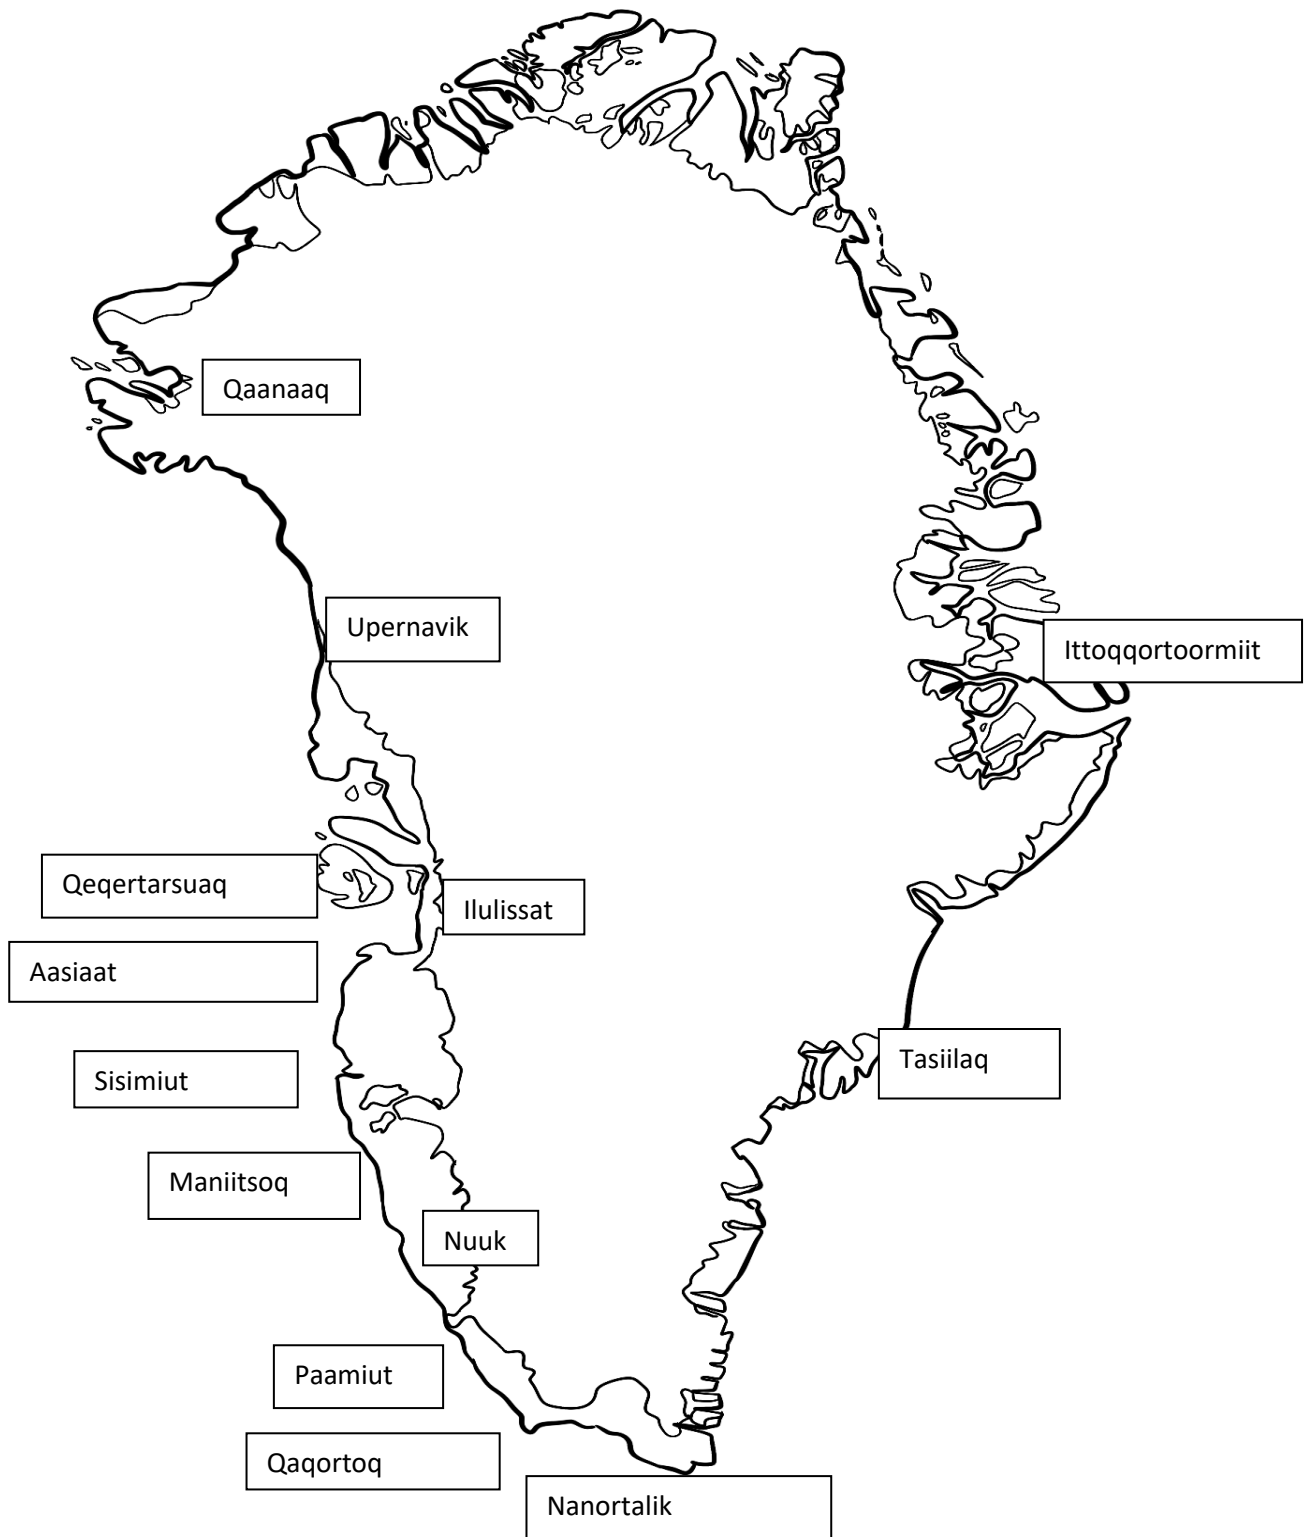 Qaanaaq
Upernavik
Ittoqqortoormiit
Qeqertarsuaq
Ilulissat
Aasiaat
Tasiilaq
Sisimiut
Maniitsoq
Nuuk
Paamiut
Qaqortoq
Nanortalik